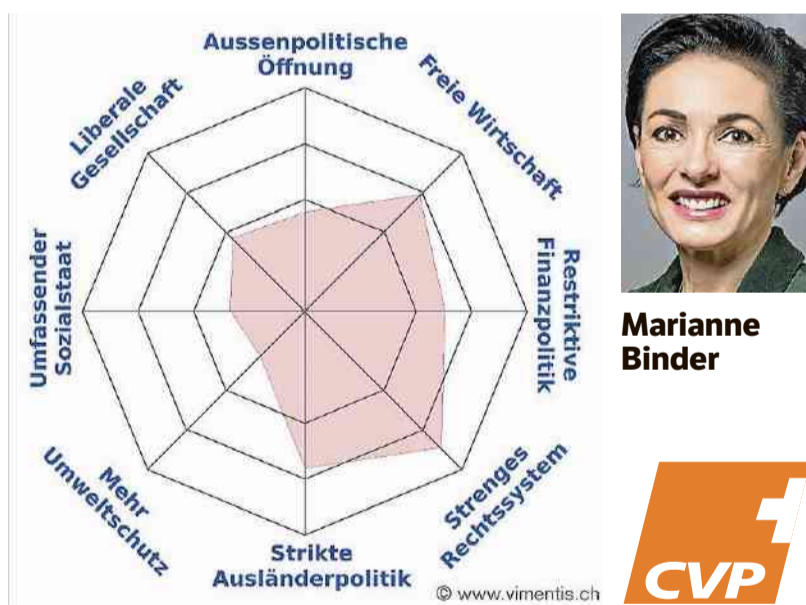 Aussenpolitische
Öffnung
Freie Wirtschaft
Restriktive
Finanzpolitik
Strenges
Rechtssystem
Strikte
Ausländerpolitik
Mehr
Umweltschutz
Umfassender
Sozialstaat
Liberale
Gesellschaft
© www.vimentis.ch
Marianne
Binder
CVP